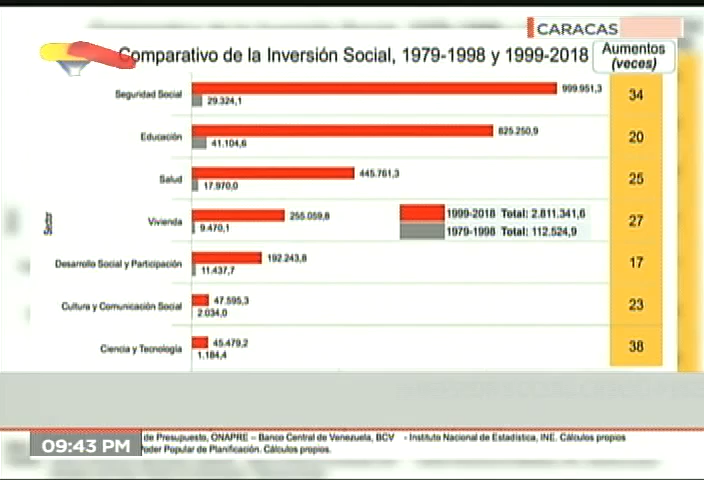 CARACAS
Comparativo de la Inversión Social, 1979-1998 y 1999-2018
Aumentos
(veces)
Seguridad Social 999.951,3 34
29.324,1
Educación 825.250,9 20
41.104,6
Salud 445.761,3 25
17.970,0
Sector
Vivienda 255.059,8 27
9.470,1
1999-2018 Total: 2.811.341,6
1979-1998 Total: 112.524,9
Desarrollo Social y Participación 192.243,8 17
11.437,7
Cultura y Comunicación Social 47.595,3 23
2.034,0
Ciencia y Tecnología 45.479,2 38
1.184,4
09:43 PM
de Presupuesto, ONAPRE – Banco Central de Venezuela, BCV - Instituto Nacional de Estadística, INE. Cálculos propios
Poder Popular de Planificación. Cálculos propios.